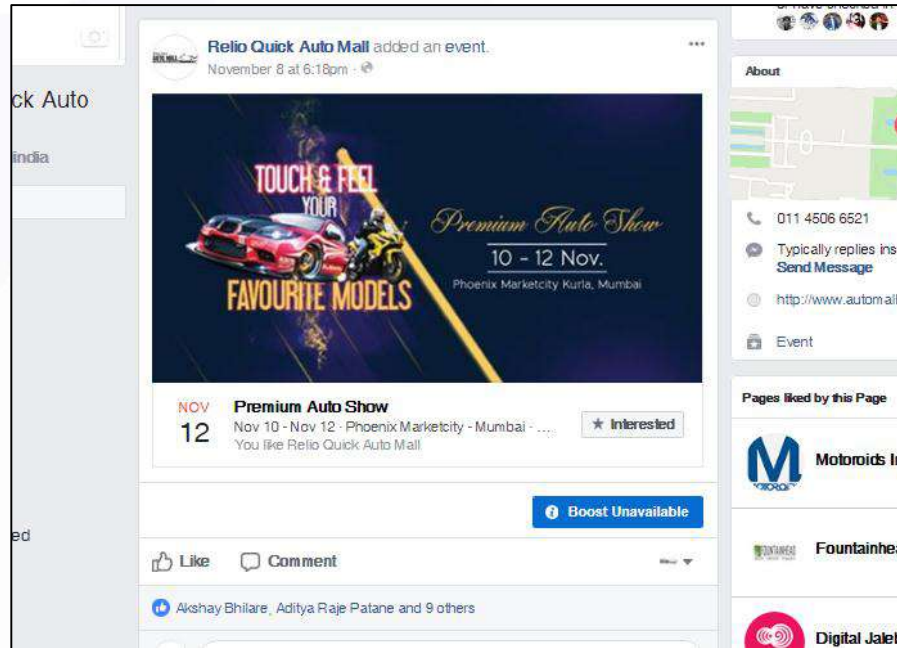 ck Auto
india
ed
Relio Quick Auto Mall added an event.
November 8 at 6:18pm ·
TOUCH & FEEL
YOUR
FAVOURITE MODELS
Premium Auto Show
10 - 12 Nov.
Phoenix Marketcity Kurla, Mumbai
NOV
12
Premium Auto Show
Nov 10 - Nov 12 · Phoenix Marketcity - Mumbai · ...
You like Relio Quick Auto Mall
Interested
Boost Unavailable
Like
Comment
Akshay Bhilare, Aditya Raje Patane and 9 others
About
011 4506 6521
Typically replies ins
Send Message
http://www.automall
Event
Pages liked by this Page
Motoroids I
Fountainhe
Digital Jaleb